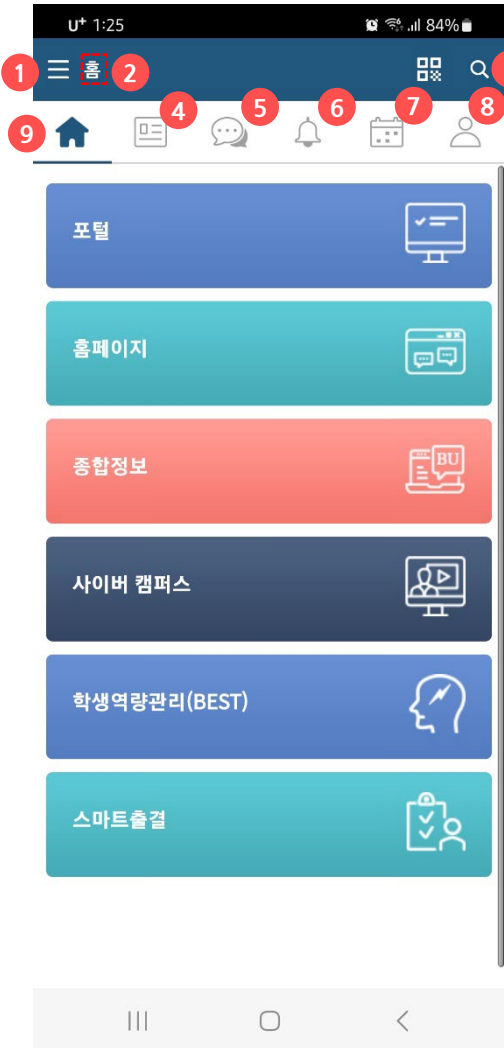 U+ 1:25 84%
1 홈 2
9 4 5 6 7 8
포털
홈페이지
종합정보
BU
사이버 캠퍼스
학생역량관리(BEST)
스마트출결